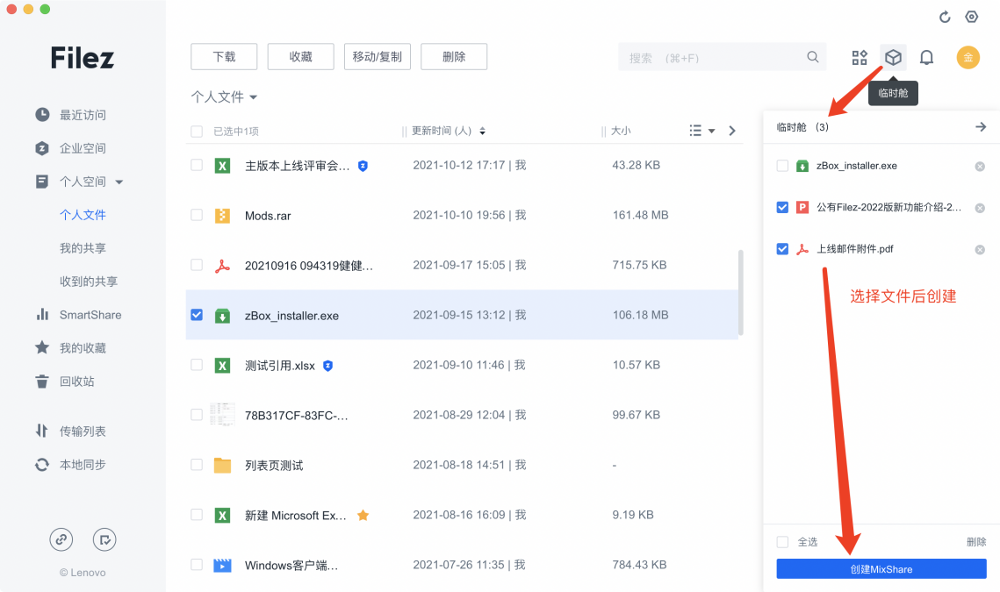 Filez
最近访问
企业空间
个人空间
个人文件
我的共享
收到的共享
SmartShare
我的收藏
回收站
传输列表
本地同步
© Lenovo
下载 收藏 移动/复制 删除
搜索 (⌘+F)
金
临时舱
个人文件
已选中1项 更新时间 (人) 大小
主版本上线评审会... 2021-10-12 17:17 | 我 43.28 KB
Mods.rar 2021-10-10 19:56 | 我 161.48 MB
20210916 094319健健... 2021-09-17 15:05 | 我 715.75 KB
zBox_installer.exe 2021-09-15 13:12 | 我 106.18 MB
测试引用.xlsx 2021-09-10 11:46 | 我 10.57 KB
78B317CF-83FC-... 2021-08-29 12:04 | 我 99.67 KB
列表页测试 2021-08-18 14:51 | 我 -
新建 Microsoft Ex... 2021-08-16 16:09 | 我 9.19 KB
Windows客户端... 2021-07-26 11:35 | 我 784.43 KB
临时舱 (3)
zBox_installer.exe
公有Filez-2022版新功能介绍-2...
上线邮件附件.pdf
选择文件后创建
全选 删除
创建MixShare